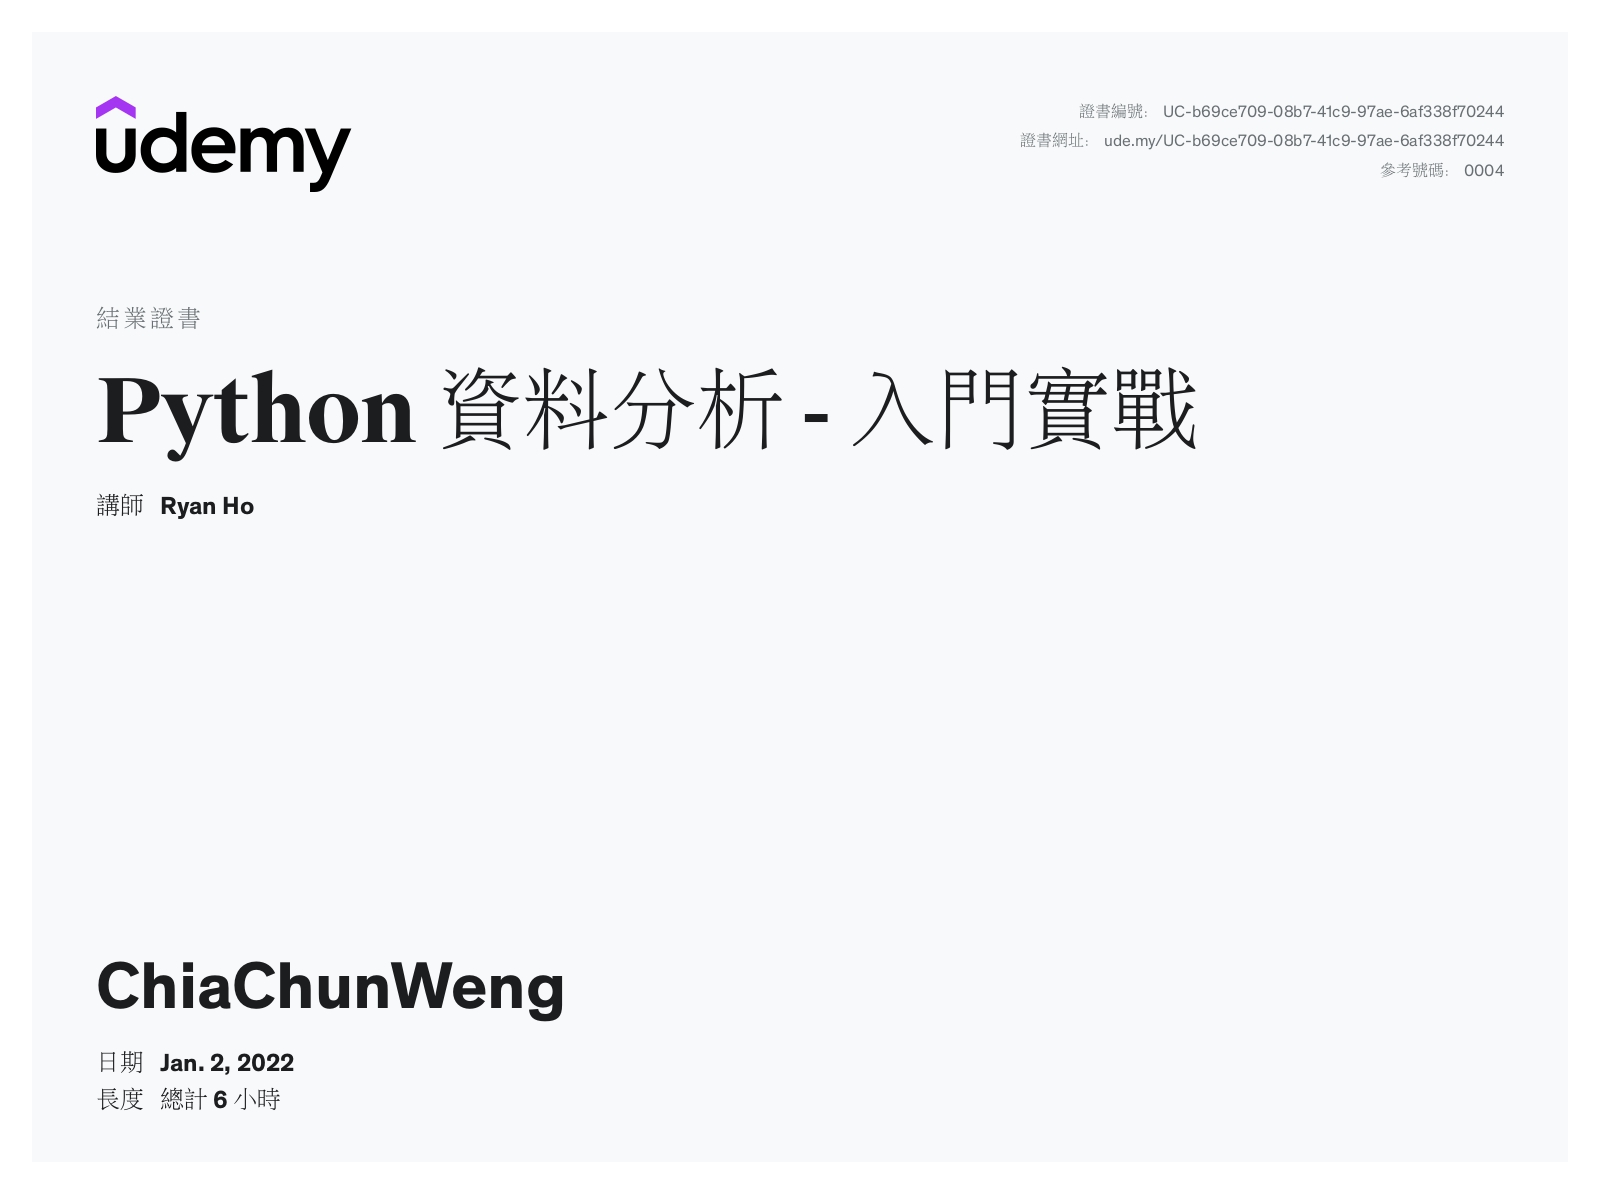 udemy
證書編號: UC-b69ce709-08b7-41c9-97ae-6af338f70244
證書網址: ude.my/UC-b69ce709-08b7-41c9-97ae-6af338f70244
參考號碼: 0004
結業證書
Python 資料分析 - 入門實戰
講師 Ryan Ho
ChiaChunWeng
日期 Jan. 2, 2022
長度 總計 6 小時